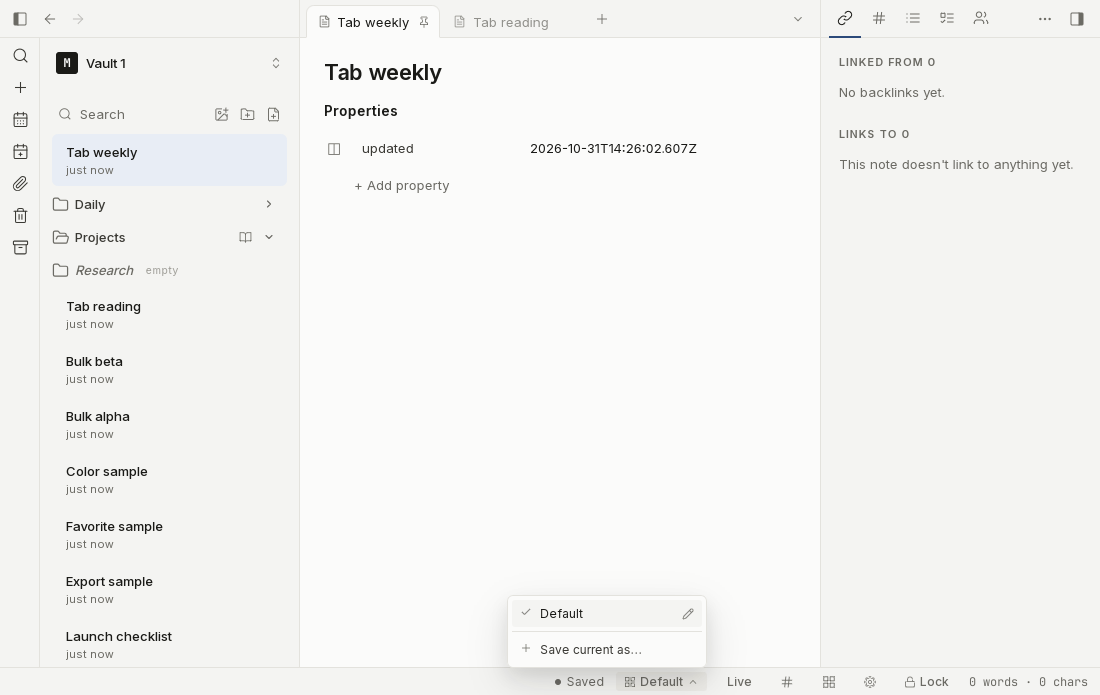 Tab weekly
Tab reading
M Vault 1
Search
Tab weekly
just now
Daily
Projects
Research empty
Tab reading
just now
Bulk beta
just now
Bulk alpha
just now
Color sample
just now
Favorite sample
just now
Export sample
just now
Launch checklist
just now
Tab weekly
Properties
updated 2026-10-31T14:26:02.607Z
+ Add property
LINKED FROM 0
No backlinks yet.
LINKS TO 0
This note doesn't link to anything yet.
Default
Save current as...
Saved
Default
Live
Lock
0 words · 0 chars